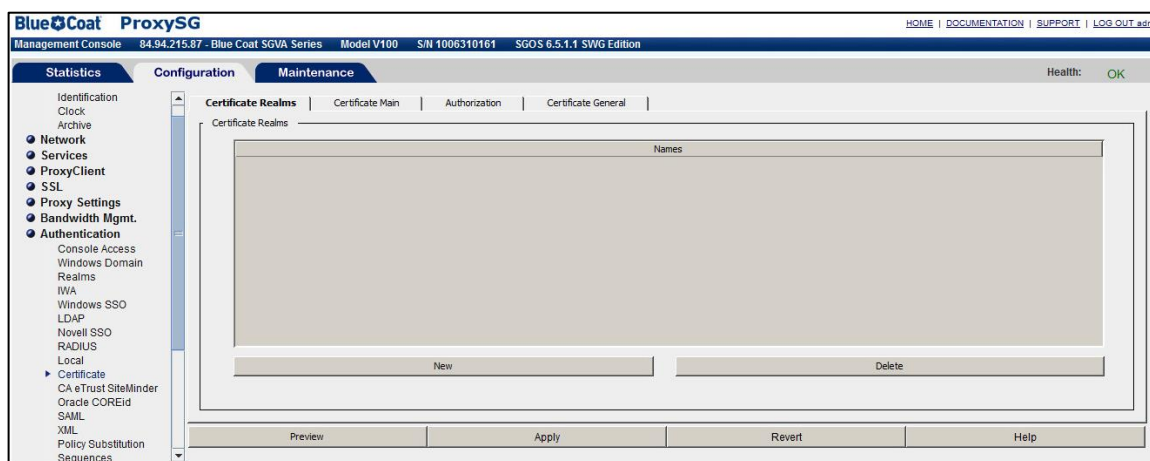 Blue Coat ProxySG
HOME | DOCUMENTATION | SUPPORT | LOG OUT adr
Management Console 84.94.215.87 - Blue Coat SGVA Series Model V100 S/N 1006310161 SGOS 6.5.1.1 SWG Edition
Statistics Configuration Maintenance Health: OK
Identification
Clock
Archive
Network
Services
ProxyClient
SSL
Proxy Settings
Bandwidth Mgmt.
Authentication
Console Access
Windows Domain
Realms
IWA
Windows SSO
LDAP
Novell SSO
RADIUS
Local
Certificate
CA eTrust SiteMinder
Oracle COREid
SAML
XML
Policy Substitution
Sequences
Certificate Realms | Certificate Main | Authorization | Certificate General |
Certificate Realms
Names
New Delete
Preview Apply Revert Help